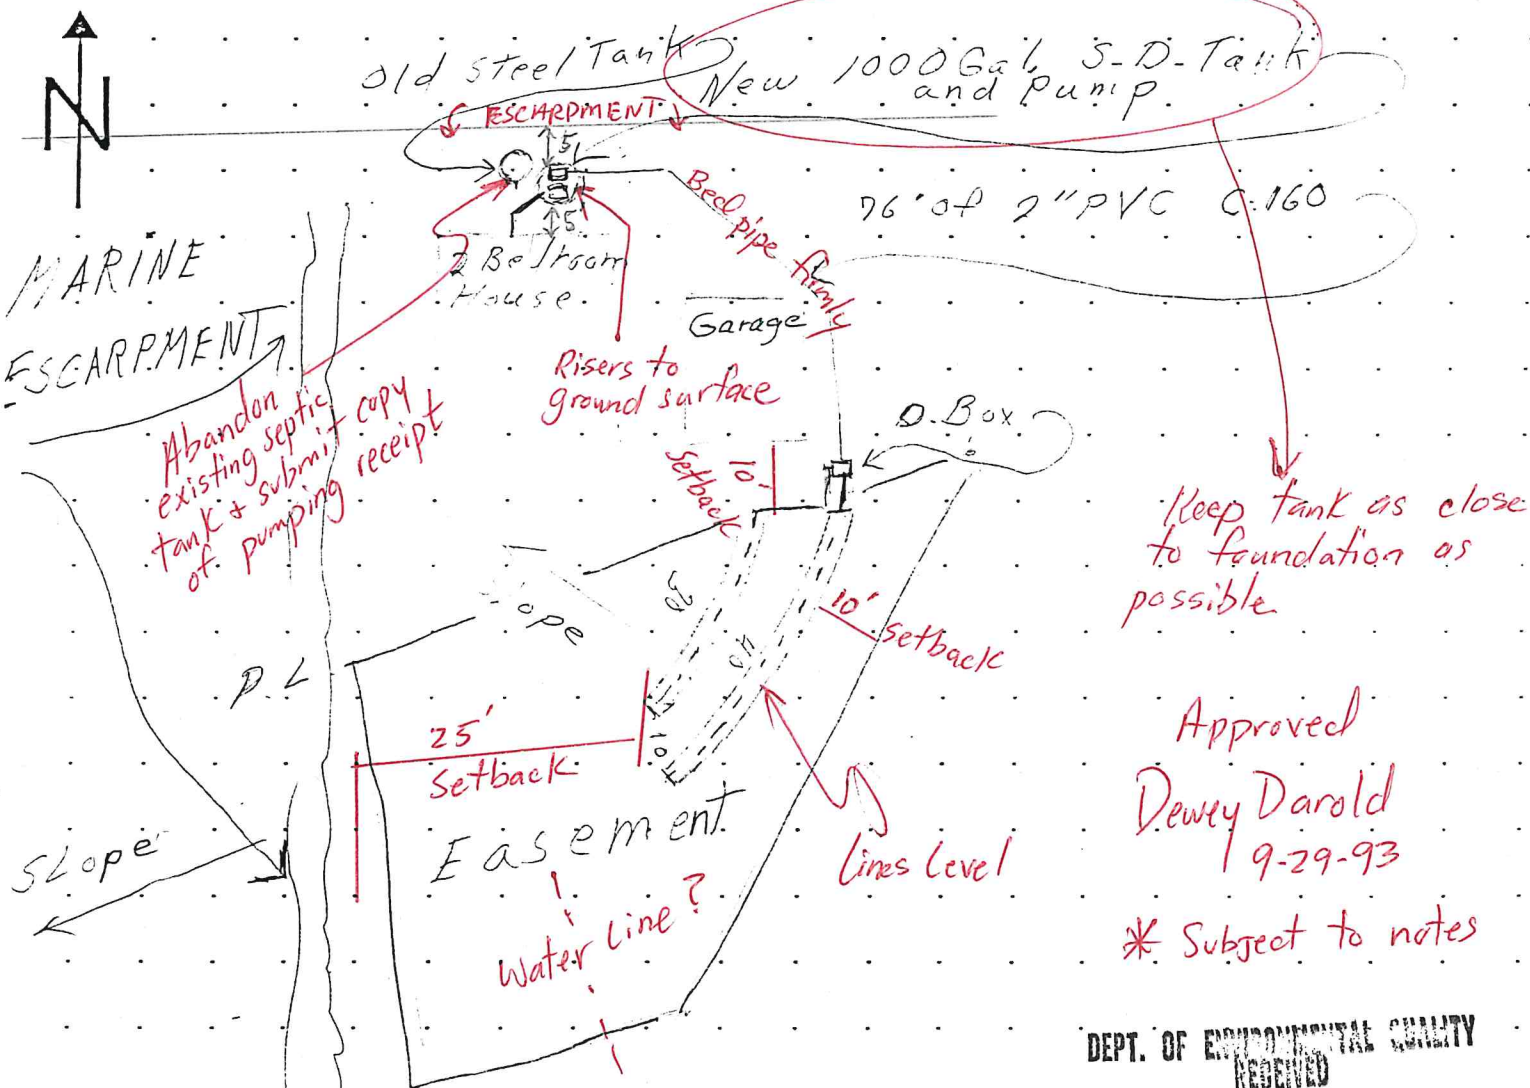 N
Old Steel Tank
New 1000 Gal. S-D-Tank
and Pump
ESCARPMENT
5'
5'
76' of 2" PVC C.160
Bed pipe firmly
MARINE
ESCARPMENT
2 Bedroom
House
Garage
Risers to
ground surface
Abandon
existing septic
tank & submit copy
of pumping receipt
D. Box
10'
Setback
Keep tank as close
to foundation as
possible
Slope
10'
Setback
P.L
25'
Setback
10'
Easement
Lines Level
Water Line?
Slope
Approved
Dewey Darold
9-29-93
* Subject to notes
DEPT. OF ENVIRONMENTAL QUALITY
RECEIVED